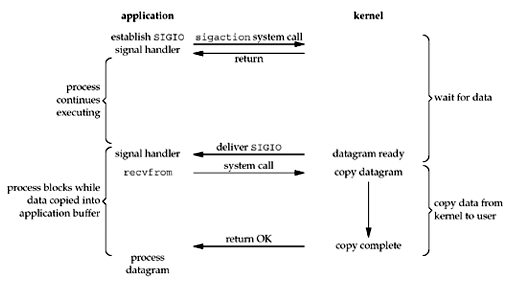 application
kernel
establish SIGIO
signal handler
sigaction system call
return
process
continues
executing
wait for data
signal handler
deliver SIGIO
datagram ready
recvfrom
system call
copy datagram
process blocks while
data copied into
application buffer
copy data from
kernel to user
return OK
copy complete
process
datagram